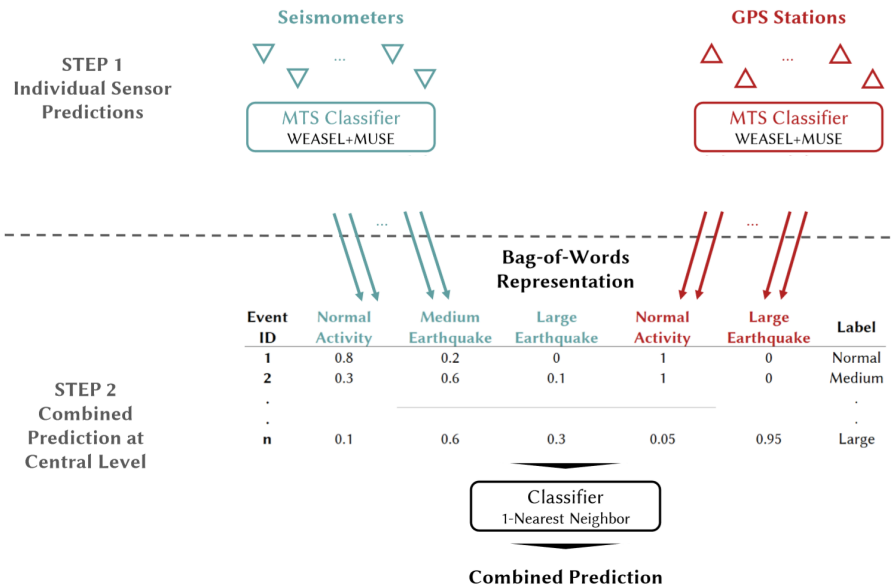 Seismometers
GPS Stations
STEP 1
Individual Sensor
Predictions
...
...
MTS Classifier
WEASEL+MUSE
MTS Classifier
WEASEL+MUSE
...
...
Bag-of-Words
Representation
Event ID Normal Activity Medium Earthquake Large Earthquake Normal Activity Large Earthquake Label
1 0.8 0.2 0 1 0 Normal
2 0.3 0.6 0.1 1 0 Medium
. .
. .
n 0.1 0.6 0.3 0.05 0.95 Large
STEP 2
Combined
Prediction at
Central Level
Classifier
1-Nearest Neighbor
Combined Prediction